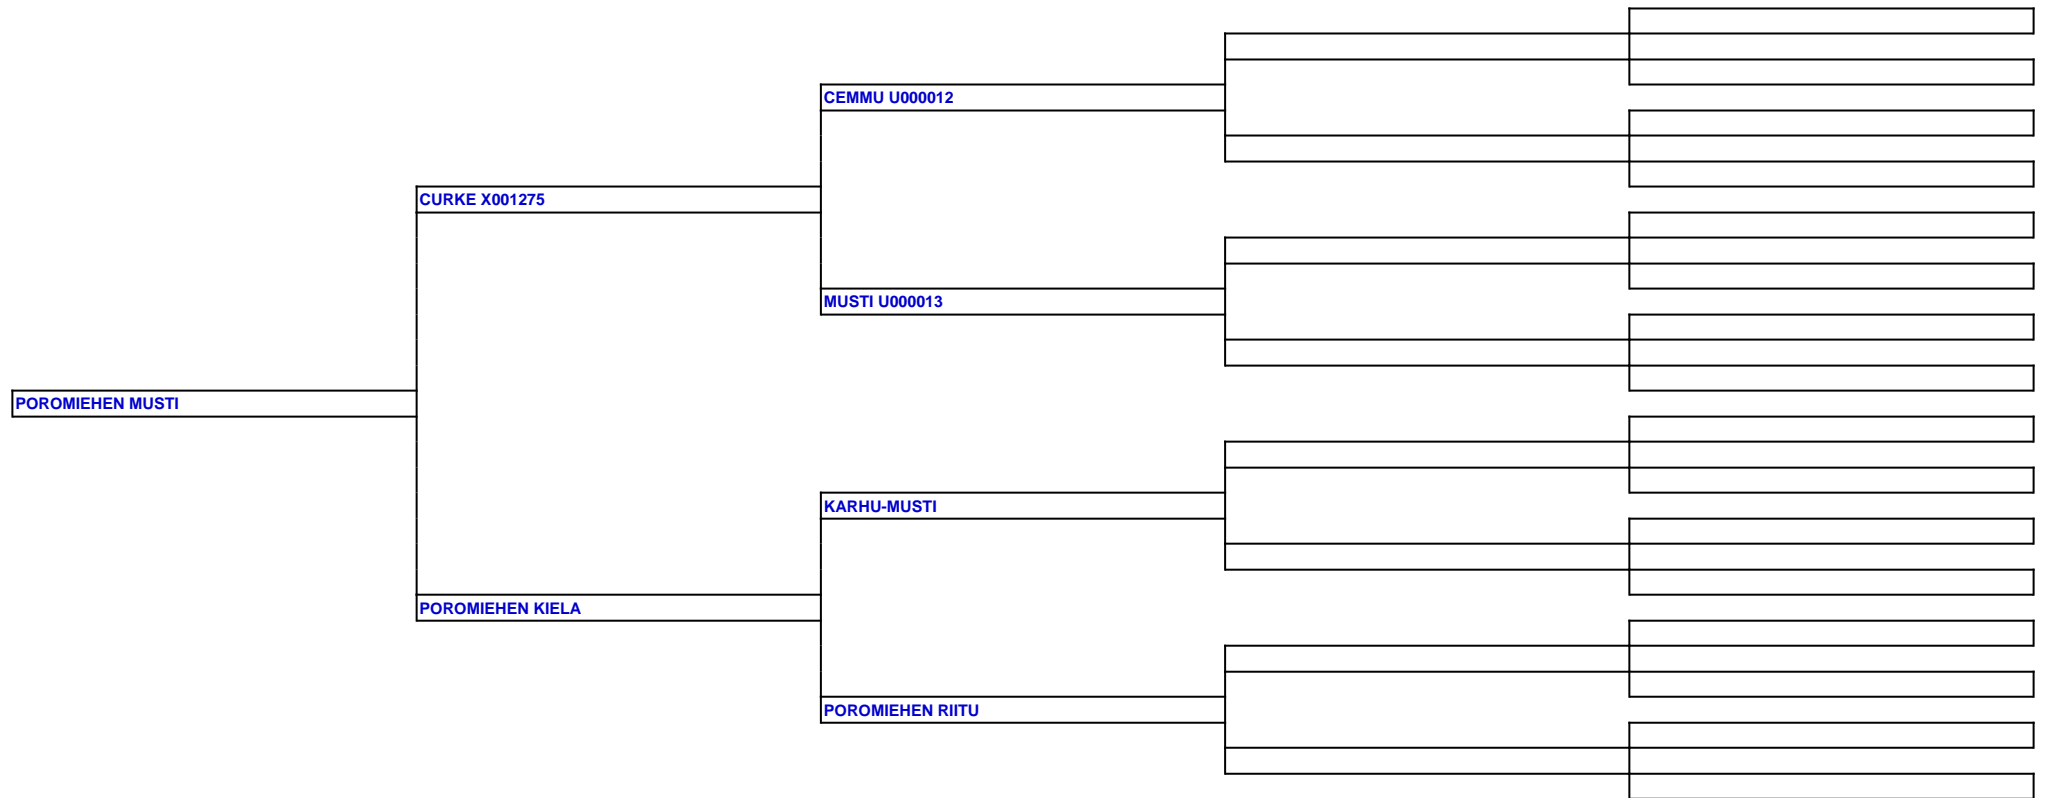 CEMMU U000012
CURKE X001275
MUSTI U000013
POROMIEHEN MUSTI
KARHU-MUSTI
POROMIEHEN KIELA
POROMIEHEN RIITU